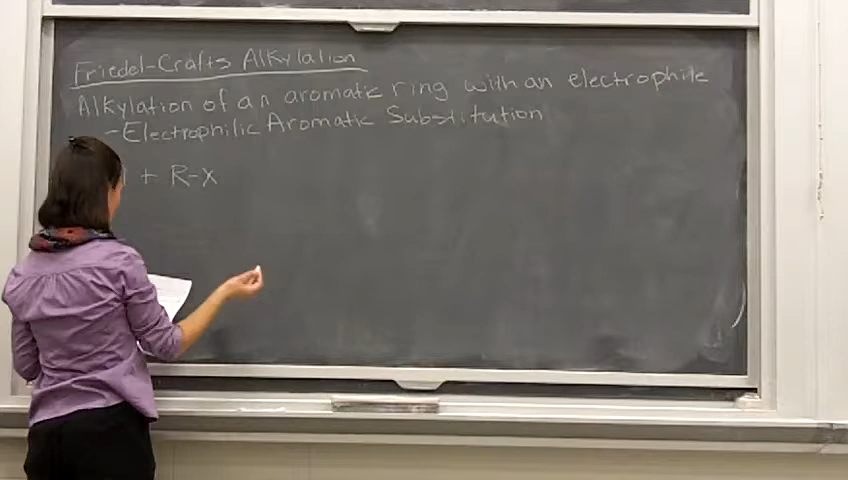 Friedel-Crafts Alkylation
Alkylation of an aromatic ring with an electrophile
-Electrophilic Aromatic Substitution
+ R-X